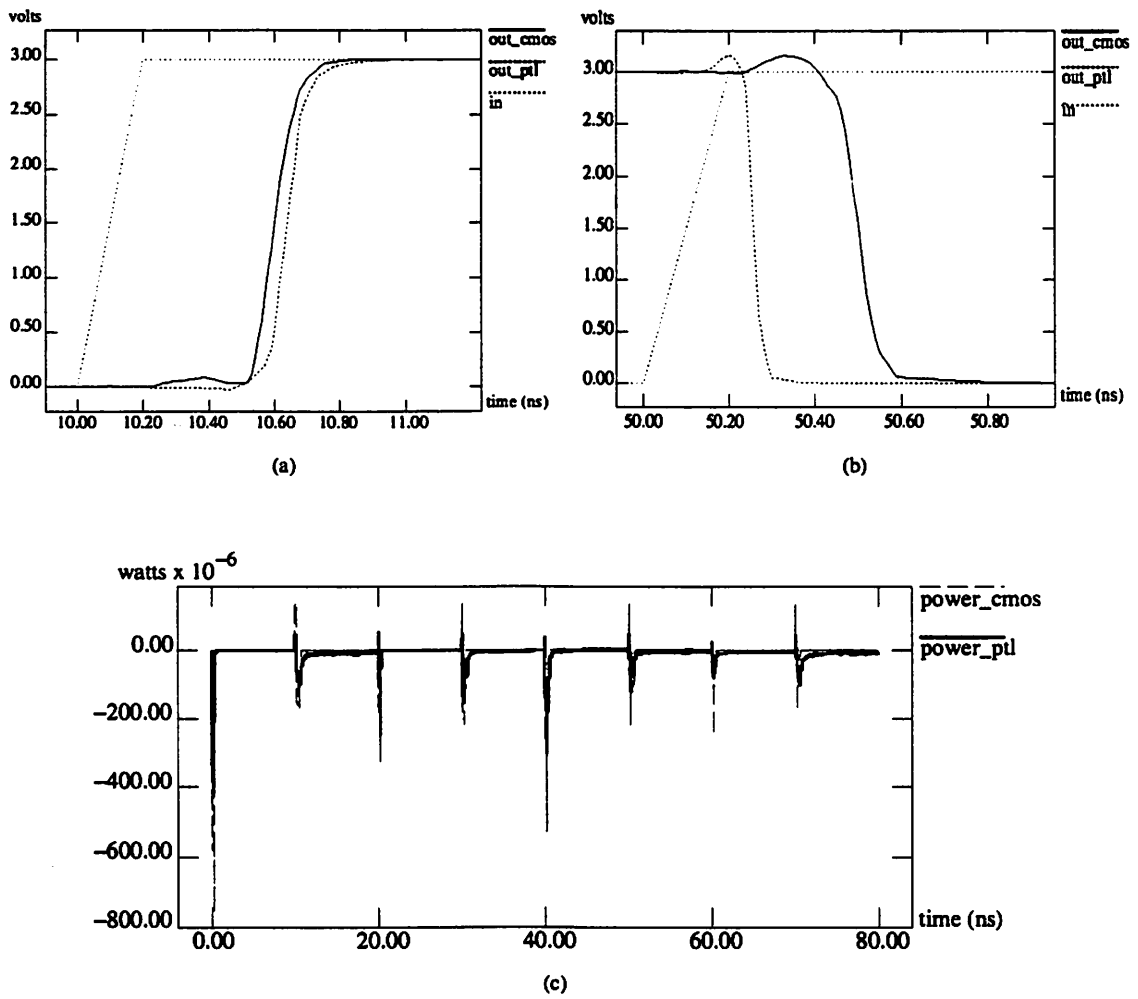 volts
out_cmos
out_ptl
in
3.00
2.50
2.00
1.50
1.00
0.50
0.00
time (ns)
10.00 10.20 10.40 10.60 10.80 11.00
(a)
volts
out_cmos
out_ptl
in
3.00
2.50
2.00
1.50
1.00
0.50
0.00
time (ns)
50.00 50.20 50.40 50.60 50.80
(b)
watts x 10⁻⁶
power_cmos
power_ptl
0.00
−200.00
−400.00
−600.00
−800.00
time (ns)
0.00 20.00 40.00 60.00 80.00
(c)